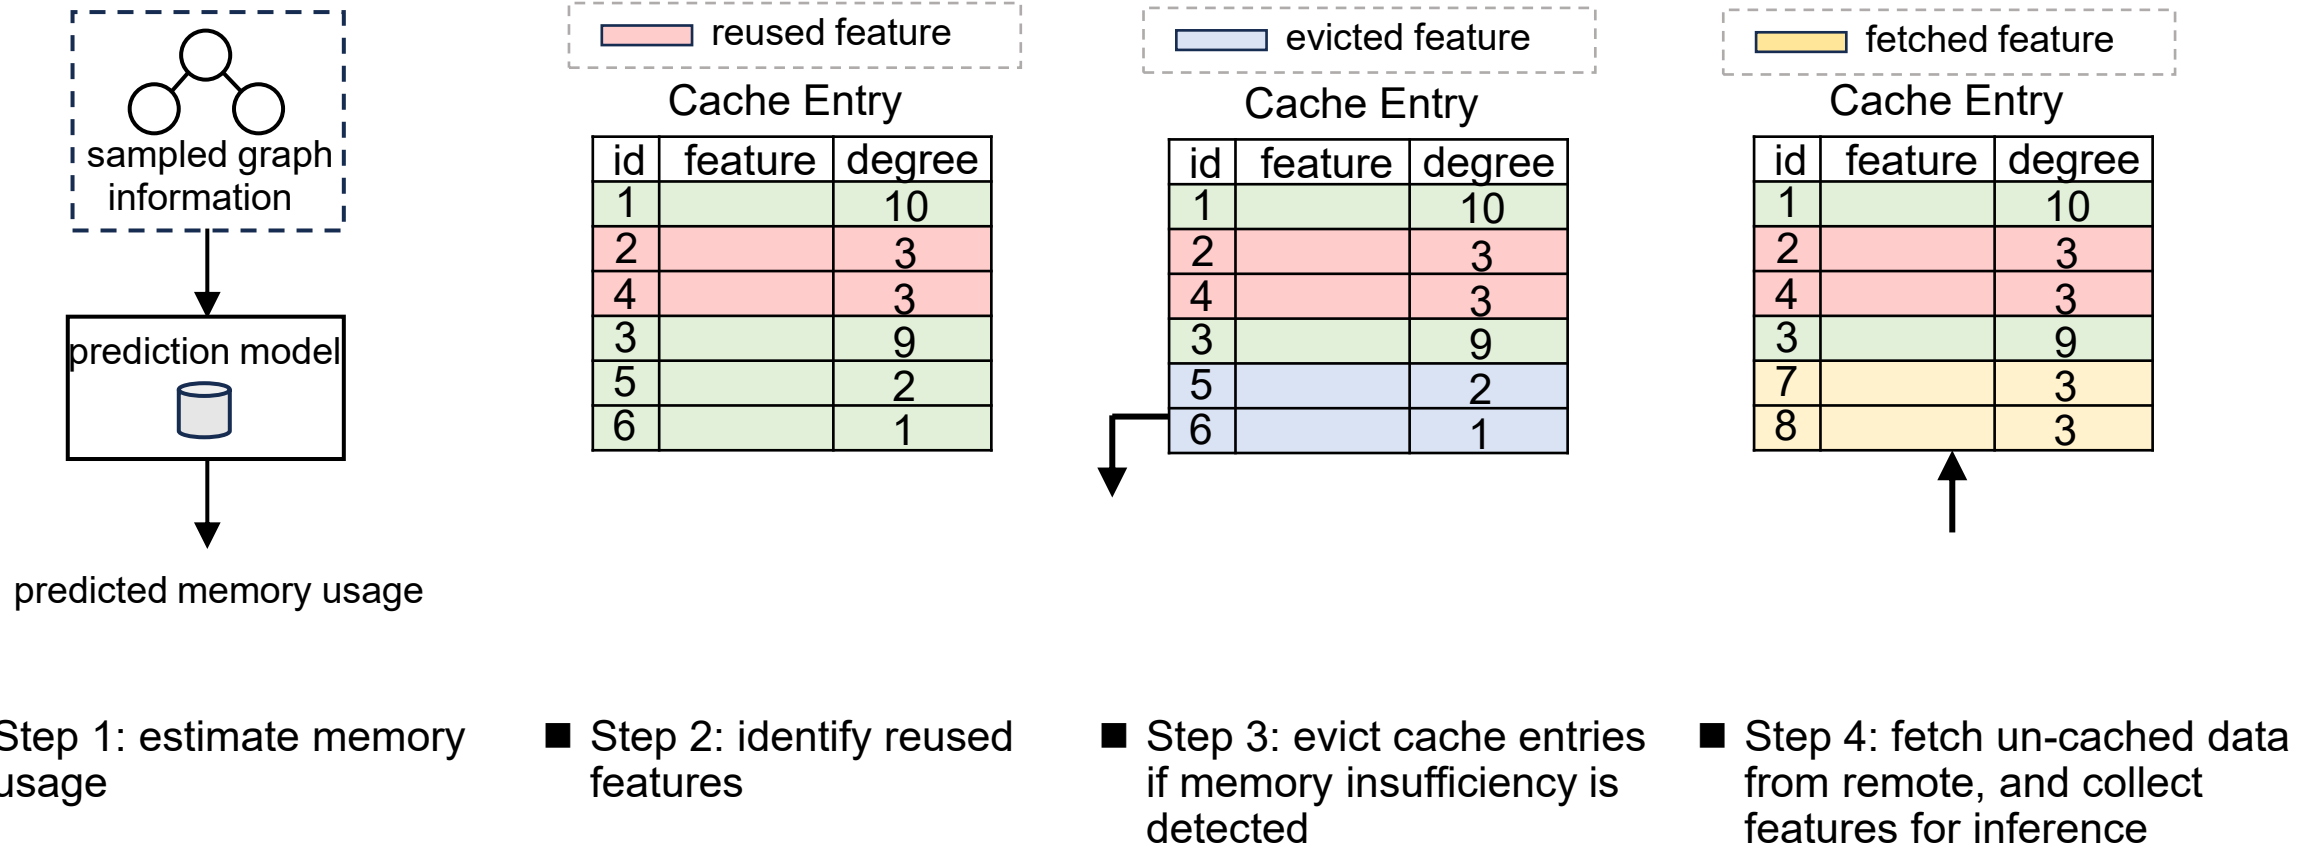 sampled graph
information
prediction model
predicted memory usage
Step 1: estimate memory
usage
reused feature
Cache Entry
id feature degree
1 10
2 3
4 3
3 9
5 2
6 1
Step 2: identify reused
features
evicted feature
Cache Entry
id feature degree
1 10
2 3
4 3
3 9
5 2
6 1
Step 3: evict cache entries
if memory insufficiency is
detected
fetched feature
Cache Entry
id feature degree
1 10
2 3
4 3
3 9
7 3
8 3
Step 4: fetch un-cached data
from remote, and collect
features for inference